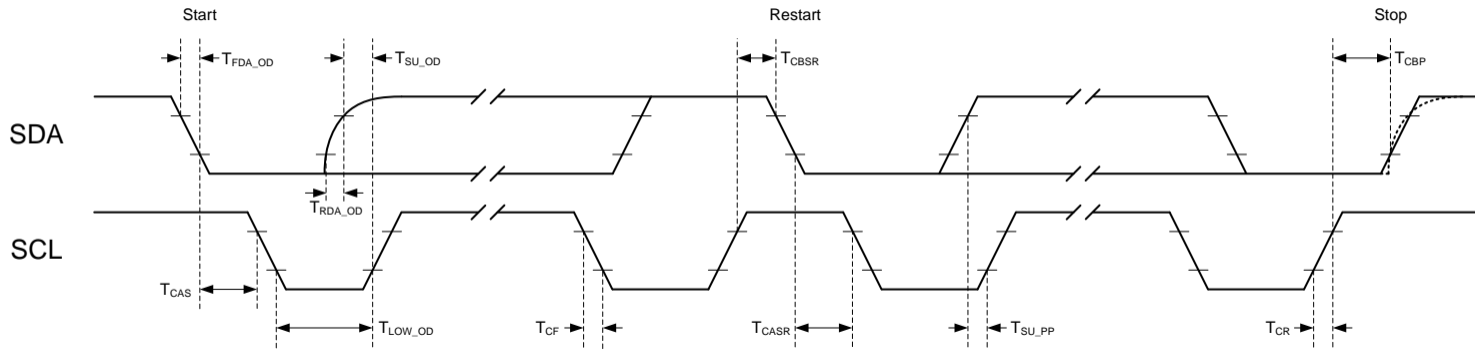 Start
Restart
Stop
TFDA_OD
TSU_OD
TCBSR
TCBP
SDA
TRDA_OD
SCL
TCAS
TLOW_OD
TCF
TCASR
TSU_PP
TCR